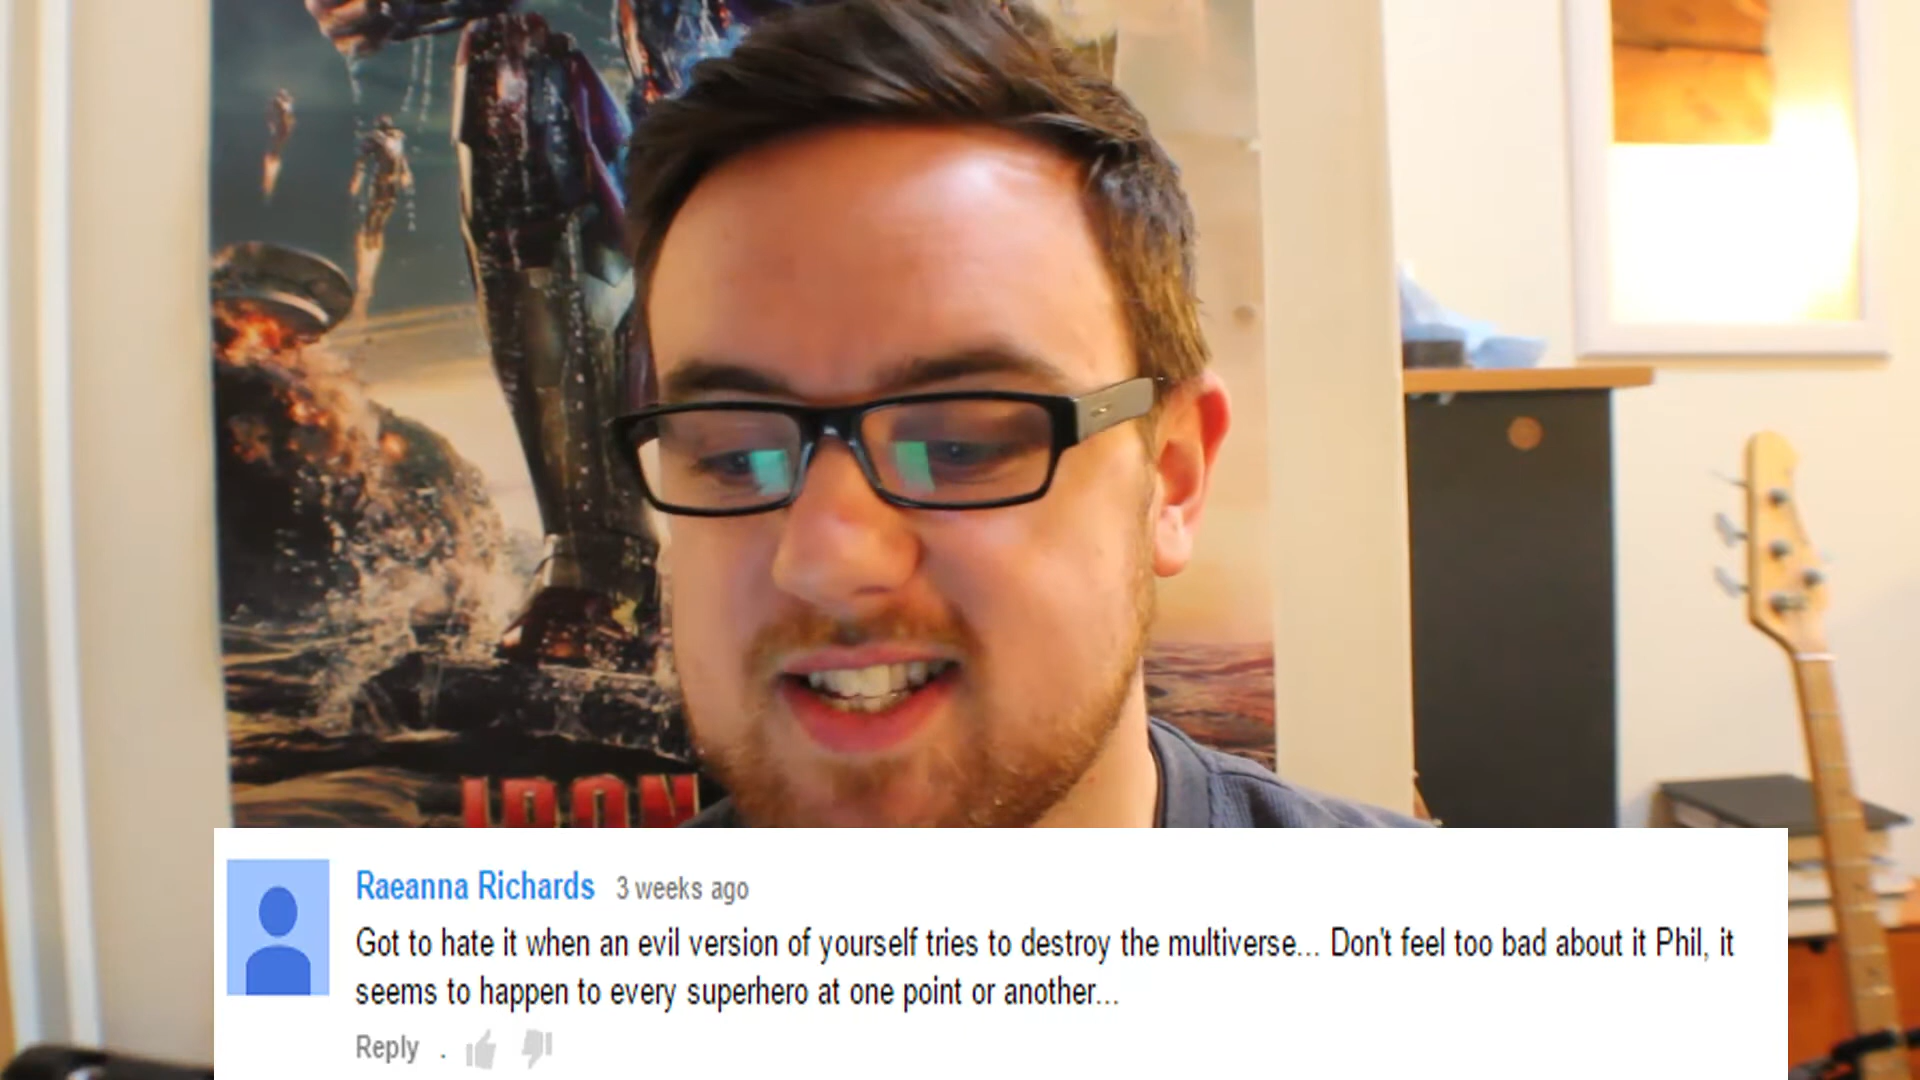 IRON
Raeanna Richards 3 weeks ago
Got to hate it when an evil version of yourself tries to destroy the multiverse... Don't feel too bad about it Phil, it
seems to happen to every superhero at one point or another...
Reply .